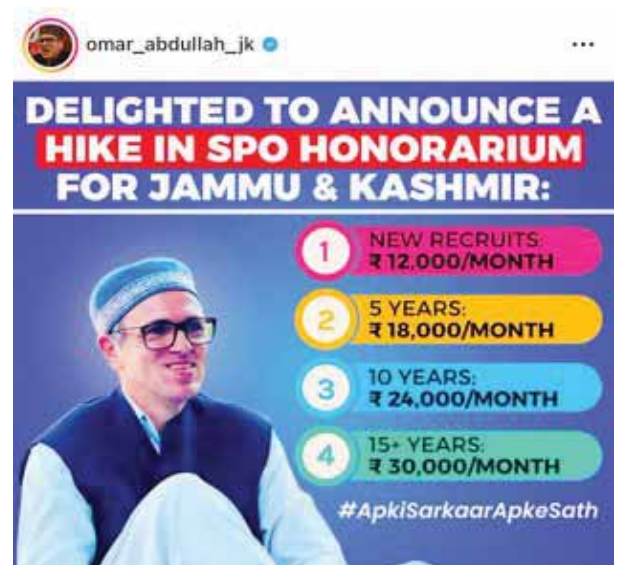 omar_abdullah_jk
DELIGHTED TO ANNOUNCE A
HIKE IN SPO HONORARIUM
FOR JAMMU & KASHMIR:
1
NEW RECRUITS:
₹ 12,000/MONTH
2
5 YEARS:
₹ 18,000/MONTH
3
10 YEARS:
₹ 24,000/MONTH
4
15+ YEARS:
₹ 30,000/MONTH
#ApkiSarkaarApkeSath